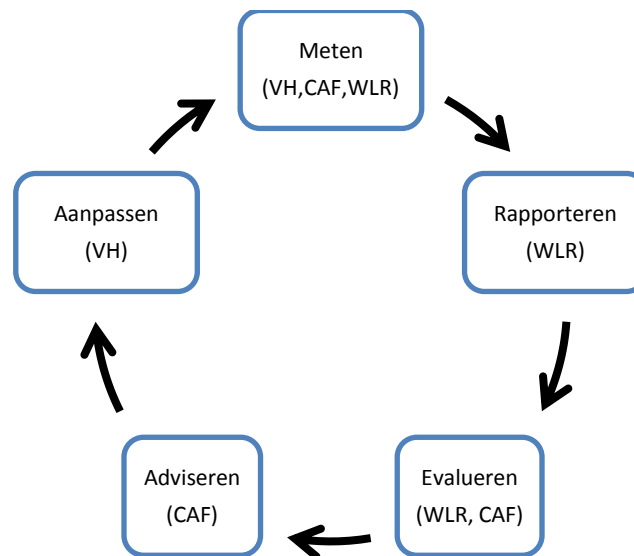 Meten
(VH,CAF,WLR)
Rapporteren
(WLR)
Evalueren
(WLR, CAF)
Adviseren
(CAF)
Aanpassen
(VH)